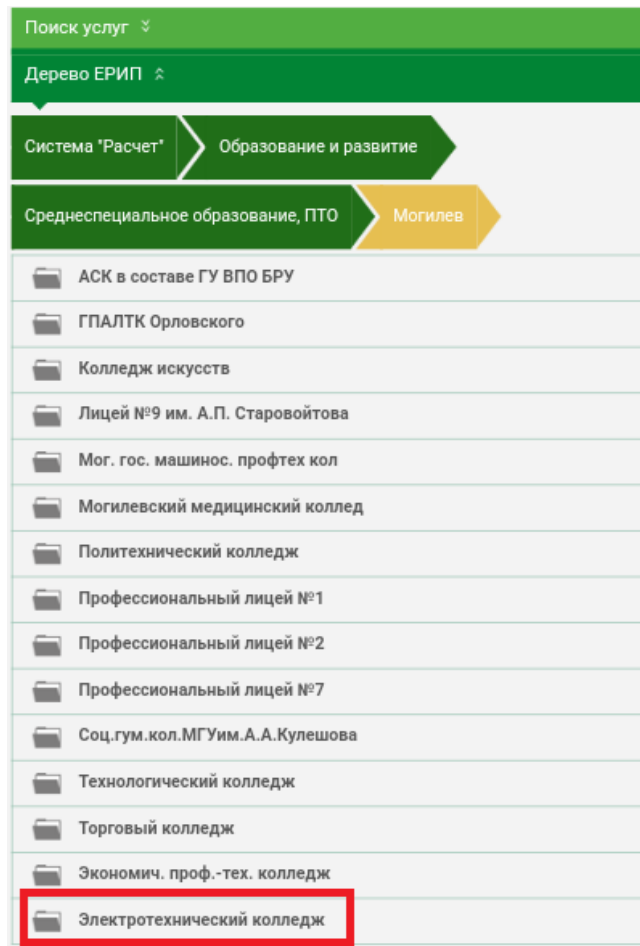 Поиск услуг
Дерево ЕРИП
Система "Расчет" Образование и развитие
Среднеспециальное образование, ПТО Могилев
АСК в составе ГУ ВПО БРУ
ГПАЛТК Орловского
Колледж искусств
Лицей №9 им. А.П. Старовойтова
Мог. гос. машинос. профтех кол
Могилевский медицинский коллед
Политехнический колледж
Профессиональный лицей №1
Профессиональный лицей №2
Профессиональный лицей №7
Соц.гум.кол.МГУим.А.А.Кулешова
Технологический колледж
Торговый колледж
Экономич. проф.-тех. колледж
Электротехнический колледж